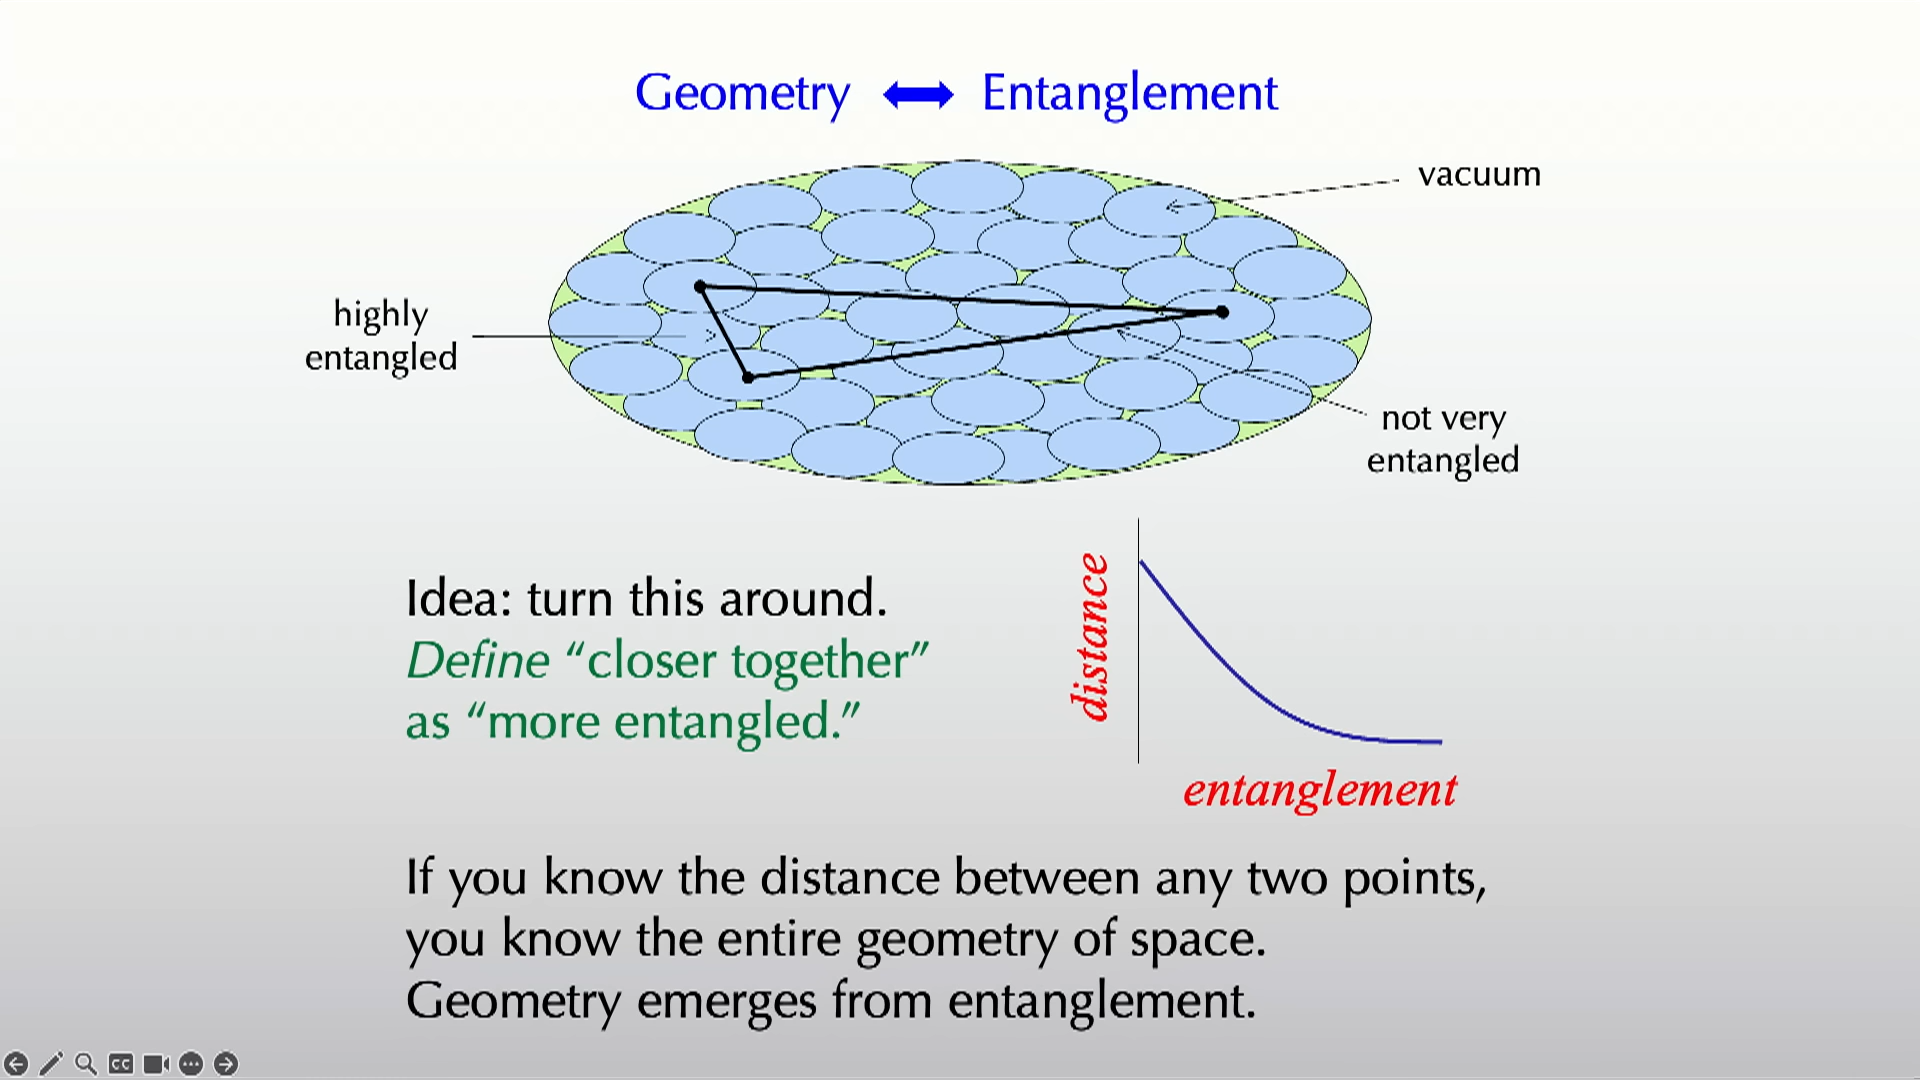 Geometry ⬌ Entanglement
vacuum
highly
entangled
not very
entangled
Idea: turn this around.
Define “closer together”
as “more entangled.”
distance
entanglement
If you know the distance between any two points,
you know the entire geometry of space.
Geometry emerges from entanglement.
CC